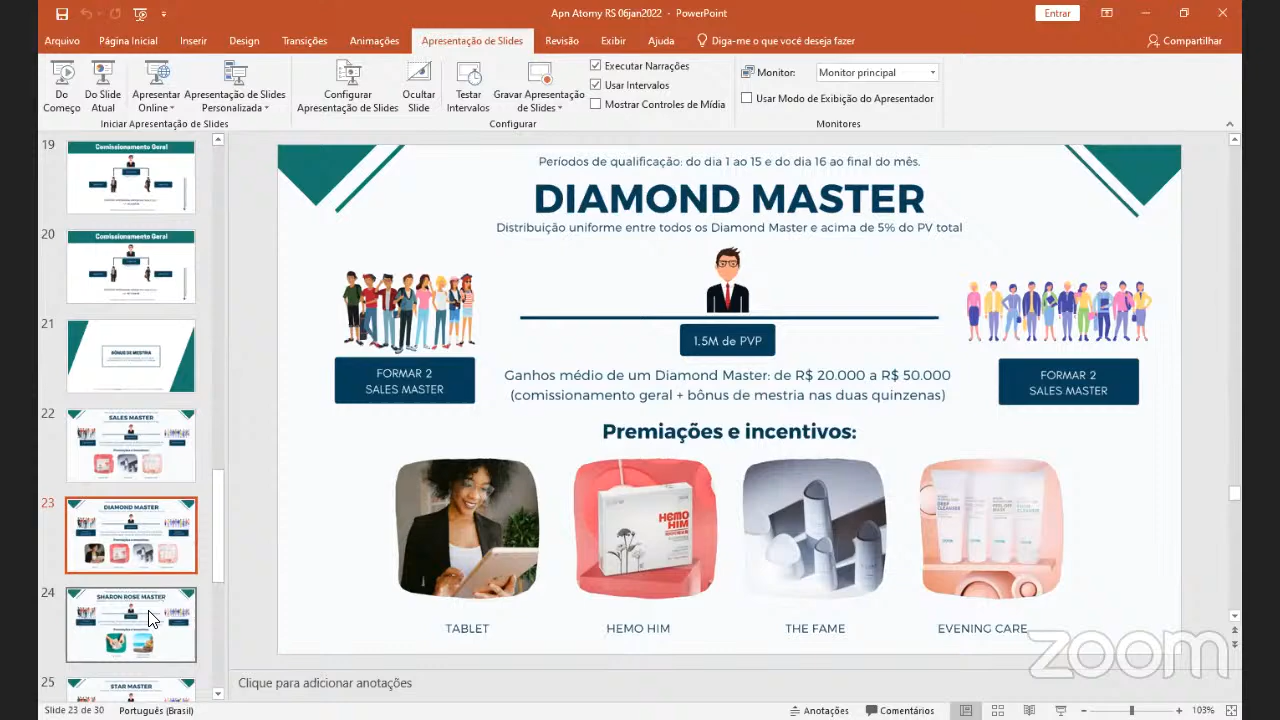 Apn Atomy RS 06jan2022 - PowerPoint
Entrar
Arquivo
Página Inicial
Inserir
Design
Transições
Animações
Apresentação de Slides
Revisão
Exibir
Ajuda
Diga-me o que você deseja fazer
Compartilhar
Do Começo
Do Slide Atual
Apresentar Online
Apresentação de Slides Personalizada
Iniciar Apresentação de Slides
Configurar Apresentação de Slides
Ocultar Slide
Testar Intervalos
Gravar Apresentação de Slides
Executar Narrações
Usar Intervalos
Mostrar Controles de Mídia
Configurar
Monitor:
Monitor principal
Usar Modo de Exibição do Apresentador
Monitores
19
Comissionamento Geral
20
Comissionamento Geral
21
BÔNUS DE MESTRIA
22
SALES MASTER
23
DIAMOND MASTER
24
SHARON ROSE MASTER
25
STAR MASTER
Períodos de qualificação: do dia 1 ao 15 e do dia 16 ao final do mês.
DIAMOND MASTER
Distribuição uniforme entre todos os Diamond Master e acima de 5% do PV total
1.5M de PVP
FORMAR 2
SALES MASTER
FORMAR 2
SALES MASTER
Ganhos médio de um Diamond Master: de R$ 20.000 a R$ 50.000
(comissionamento geral + bônus de mestria nas duas quinzenas)
Premiações e incentivos:
HEMO
HIM
DEEP
CLEANSER
PEEL OFF
MASK
FOAM
CLEANSER
TABLET
HEMO HIM
THE FAME
EVENING CARE
zoom
Clique para adicionar anotações
Slide 23 de 30
Português (Brasil)
Anotações
Comentários
103%